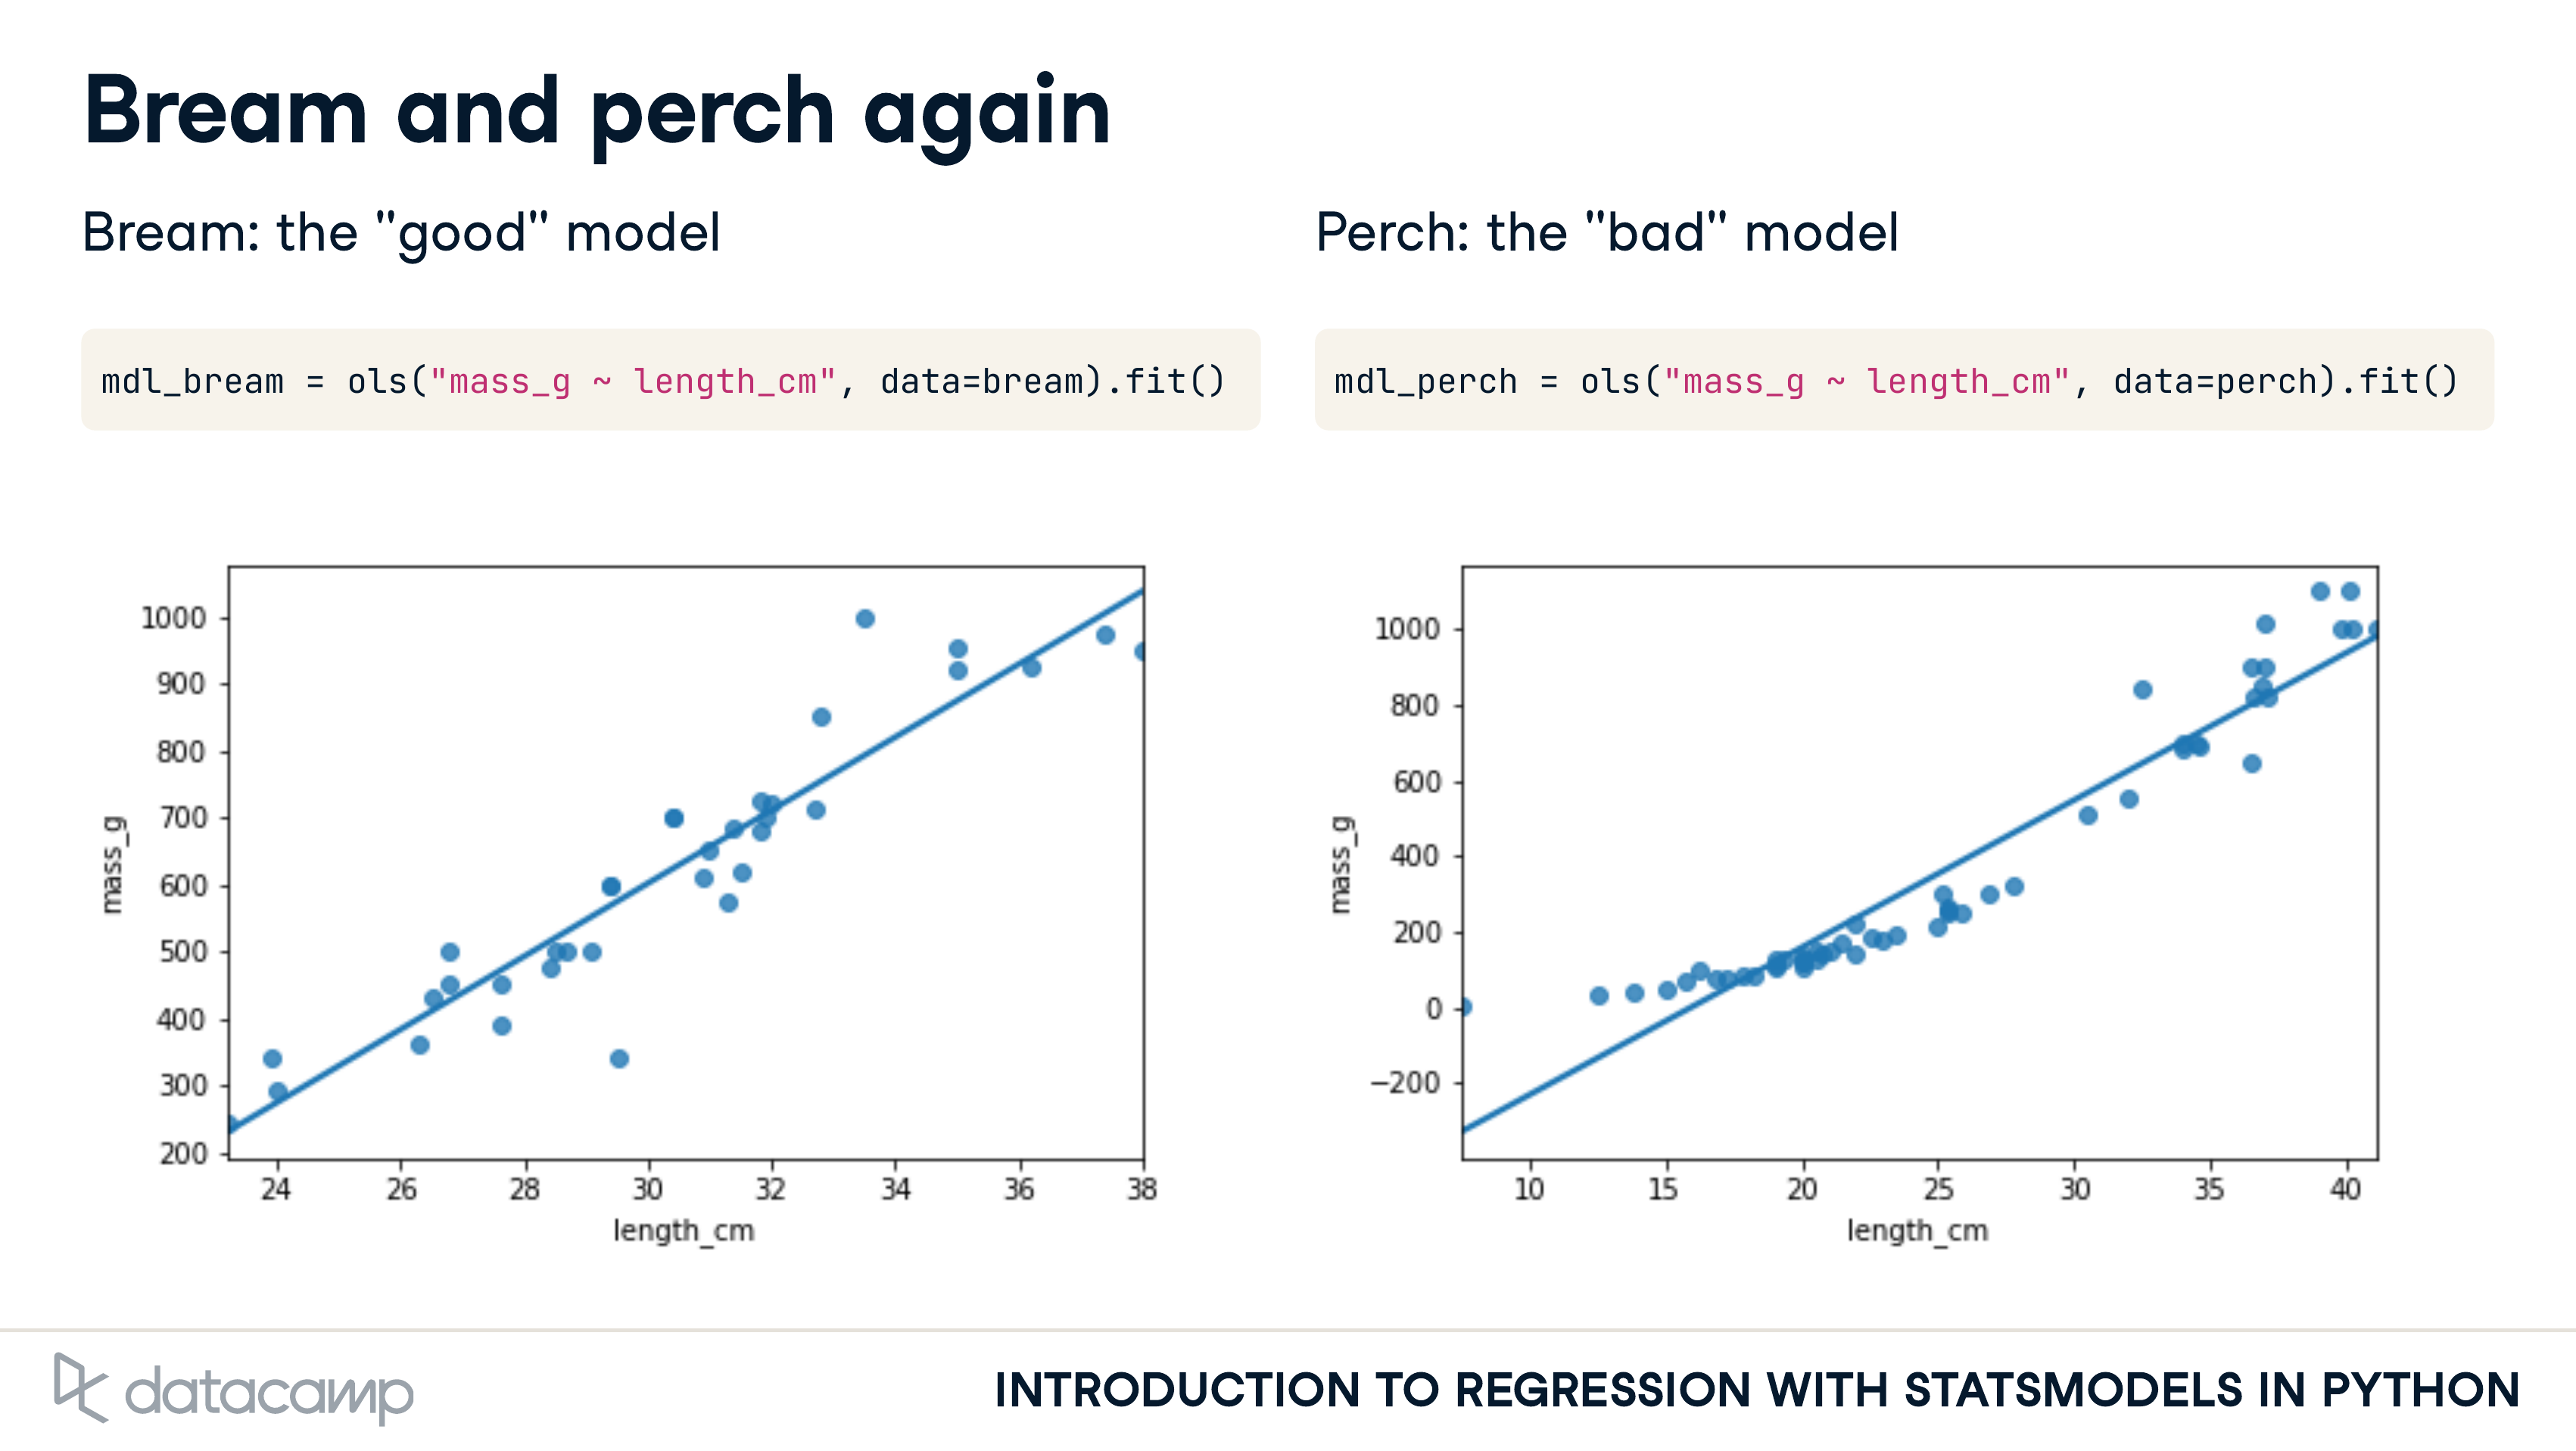 Bream and perch again
Bream: the "good" model
mdl_bream = ols("mass_g ~ length_cm", data=bream).fit()
1000
900
800
700
600
500
400
300
200
mass_g
24 26 28 30 32 34 36 38
length_cm
Perch: the "bad" model
mdl_perch = ols("mass_g ~ length_cm", data=perch).fit()
1000
800
600
400
200
0
−200
mass_g
10 15 20 25 30 35 40
length_cm
datacamp
INTRODUCTION TO REGRESSION WITH STATSMODELS IN PYTHON